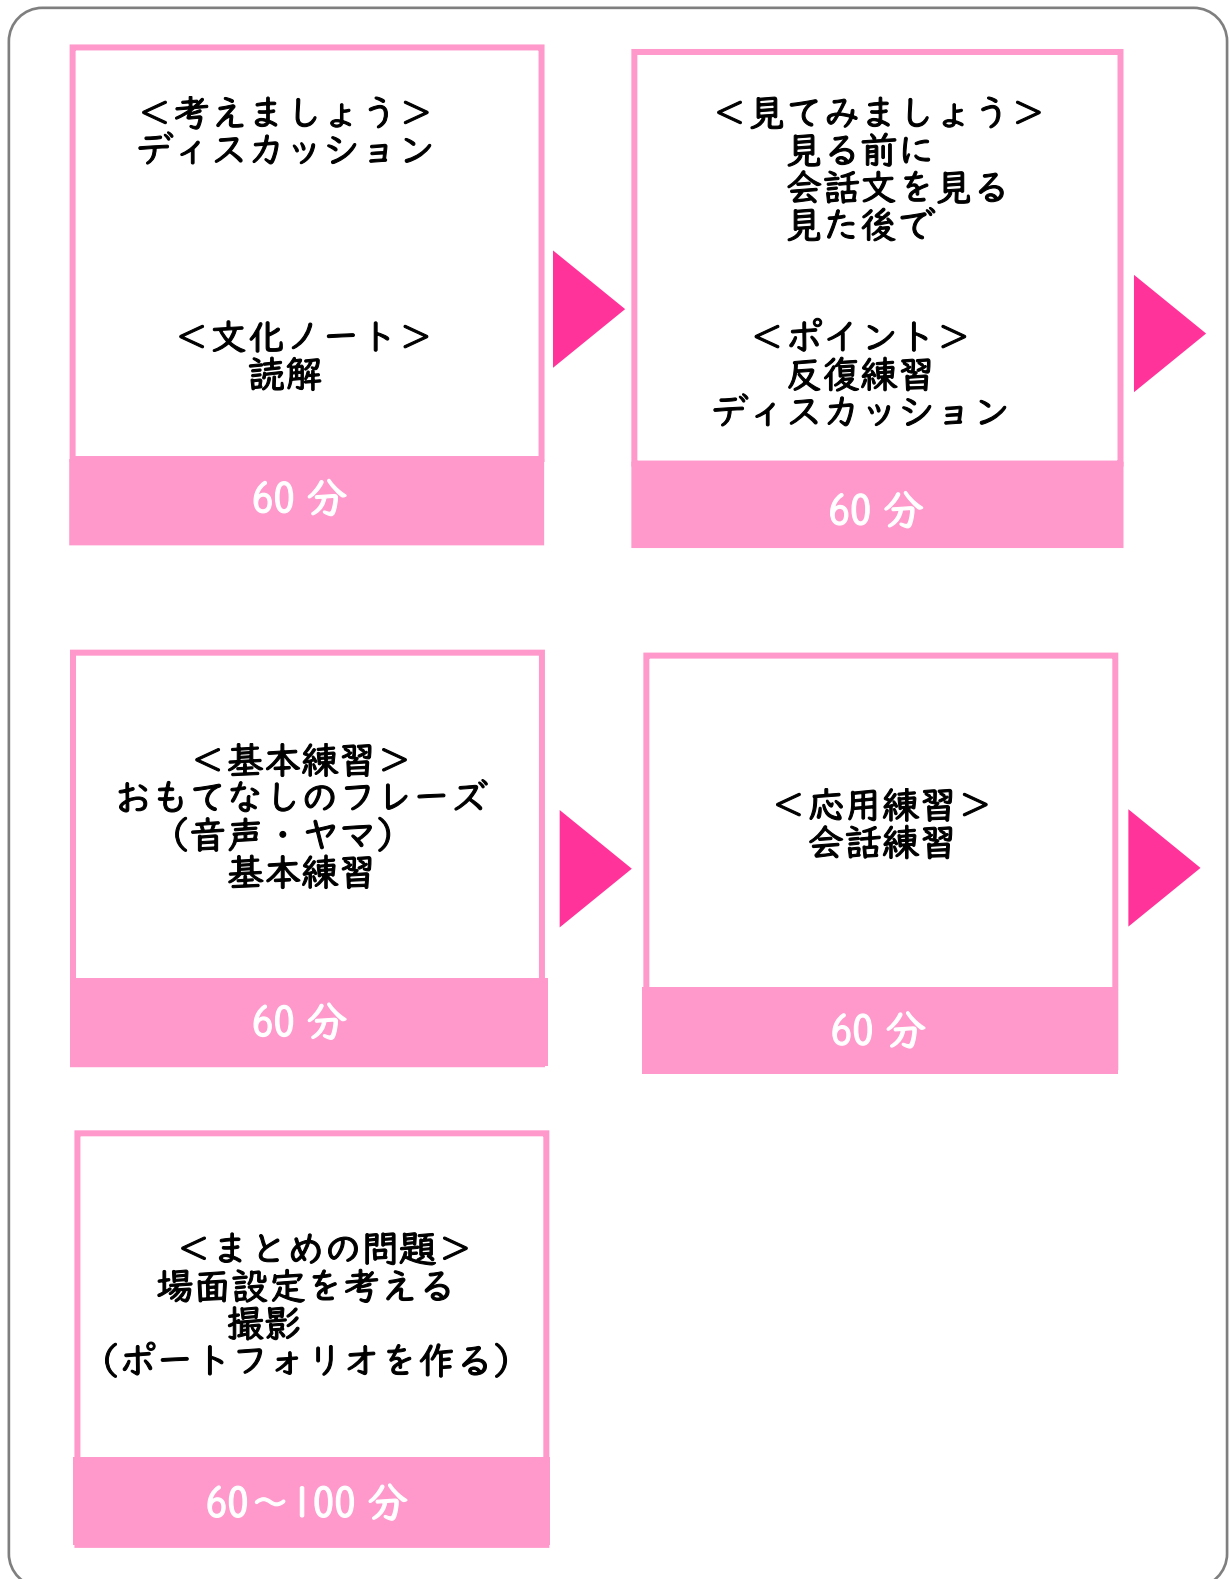 ＜考えましょう＞
ディスカッション
＜文化ノート＞
読解
60 分
＜見てみましょう＞
見る前に
会話文を見る
見た後で
＜ポイント＞
反復練習
ディスカッション
60 分
＜基本練習＞
おもてなしのフレーズ
（音声・ヤマ）
基本練習
60 分
＜応用練習＞
会話練習
60 分
＜まとめの問題＞
場面設定を考える
撮影
（ポートフォリオを作る）
60～100 分